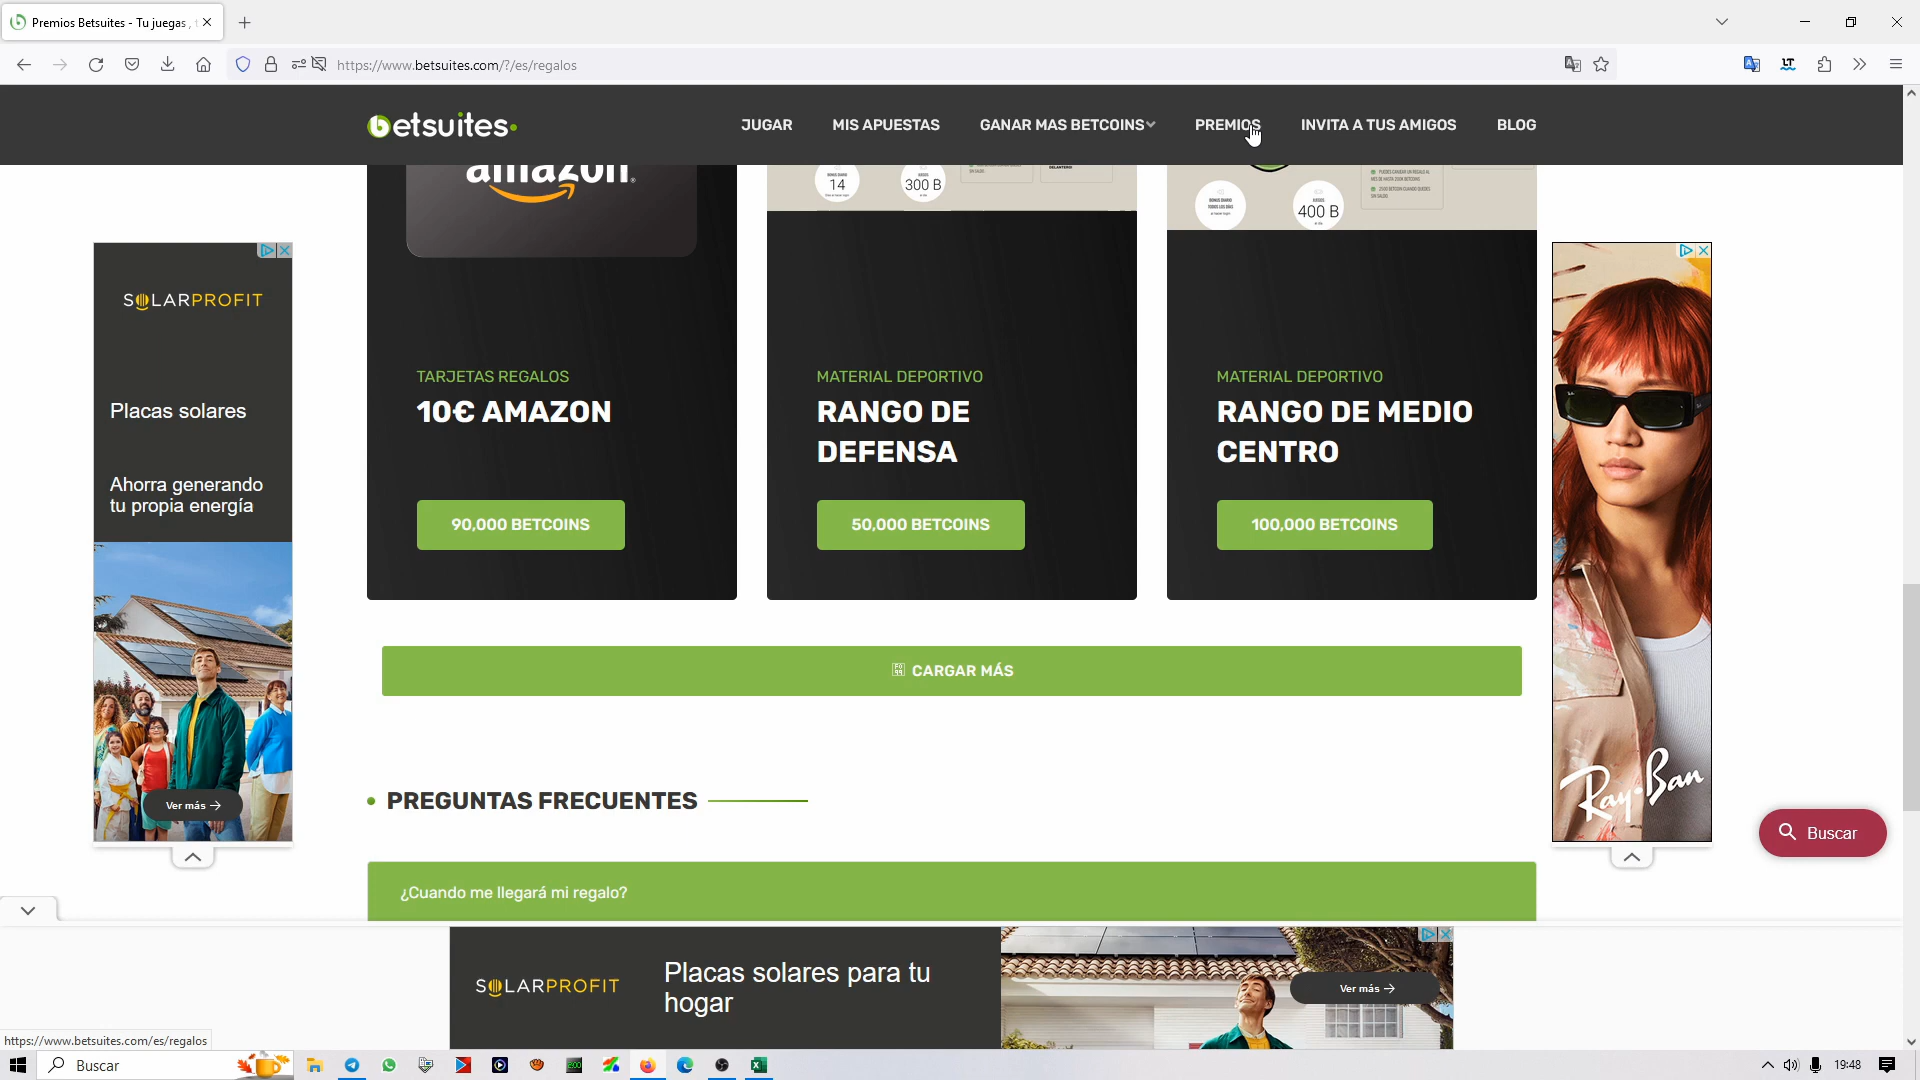 Premios Betsuites - Tu juegas ,
https://www.betsuites.com/?/es/regalos
betsuites.
JUGAR
MIS APUESTAS
GANAR MAS BETCOINS
PREMIOS
INVITA A TUS AMIGOS
BLOG
amazon
14
300 B
400 B
TARJETAS REGALOS
10€ AMAZON
90,000 BETCOINS
MATERIAL DEPORTIVO
RANGO DE
DEFENSA
50,000 BETCOINS
MATERIAL DEPORTIVO
RANGO DE MEDIO
CENTRO
100,000 BETCOINS
SOLARPROFIT
Placas solares
Ahorra generando
tu propia energía
Ver más →
Ray-Ban
CARGAR MÁS
PREGUNTAS FRECUENTES
¿Cuando me llegará mi regalo?
Buscar
SOLARPROFIT
Placas solares para tu
hogar
Ver más →
https://www.betsuites.com/es/regalos
Buscar
19:48